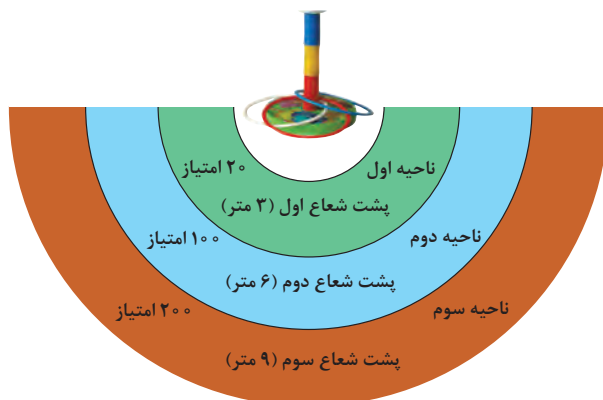 ناحیه اول
۲۰ امتیاز
پشت شعاع اول (۳ متر)
ناحیه دوم
۱۰۰ امتیاز
پشت شعاع دوم (۶ متر)
ناحیه سوم
۲۰۰ امتیاز
پشت شعاع سوم (۹ متر)